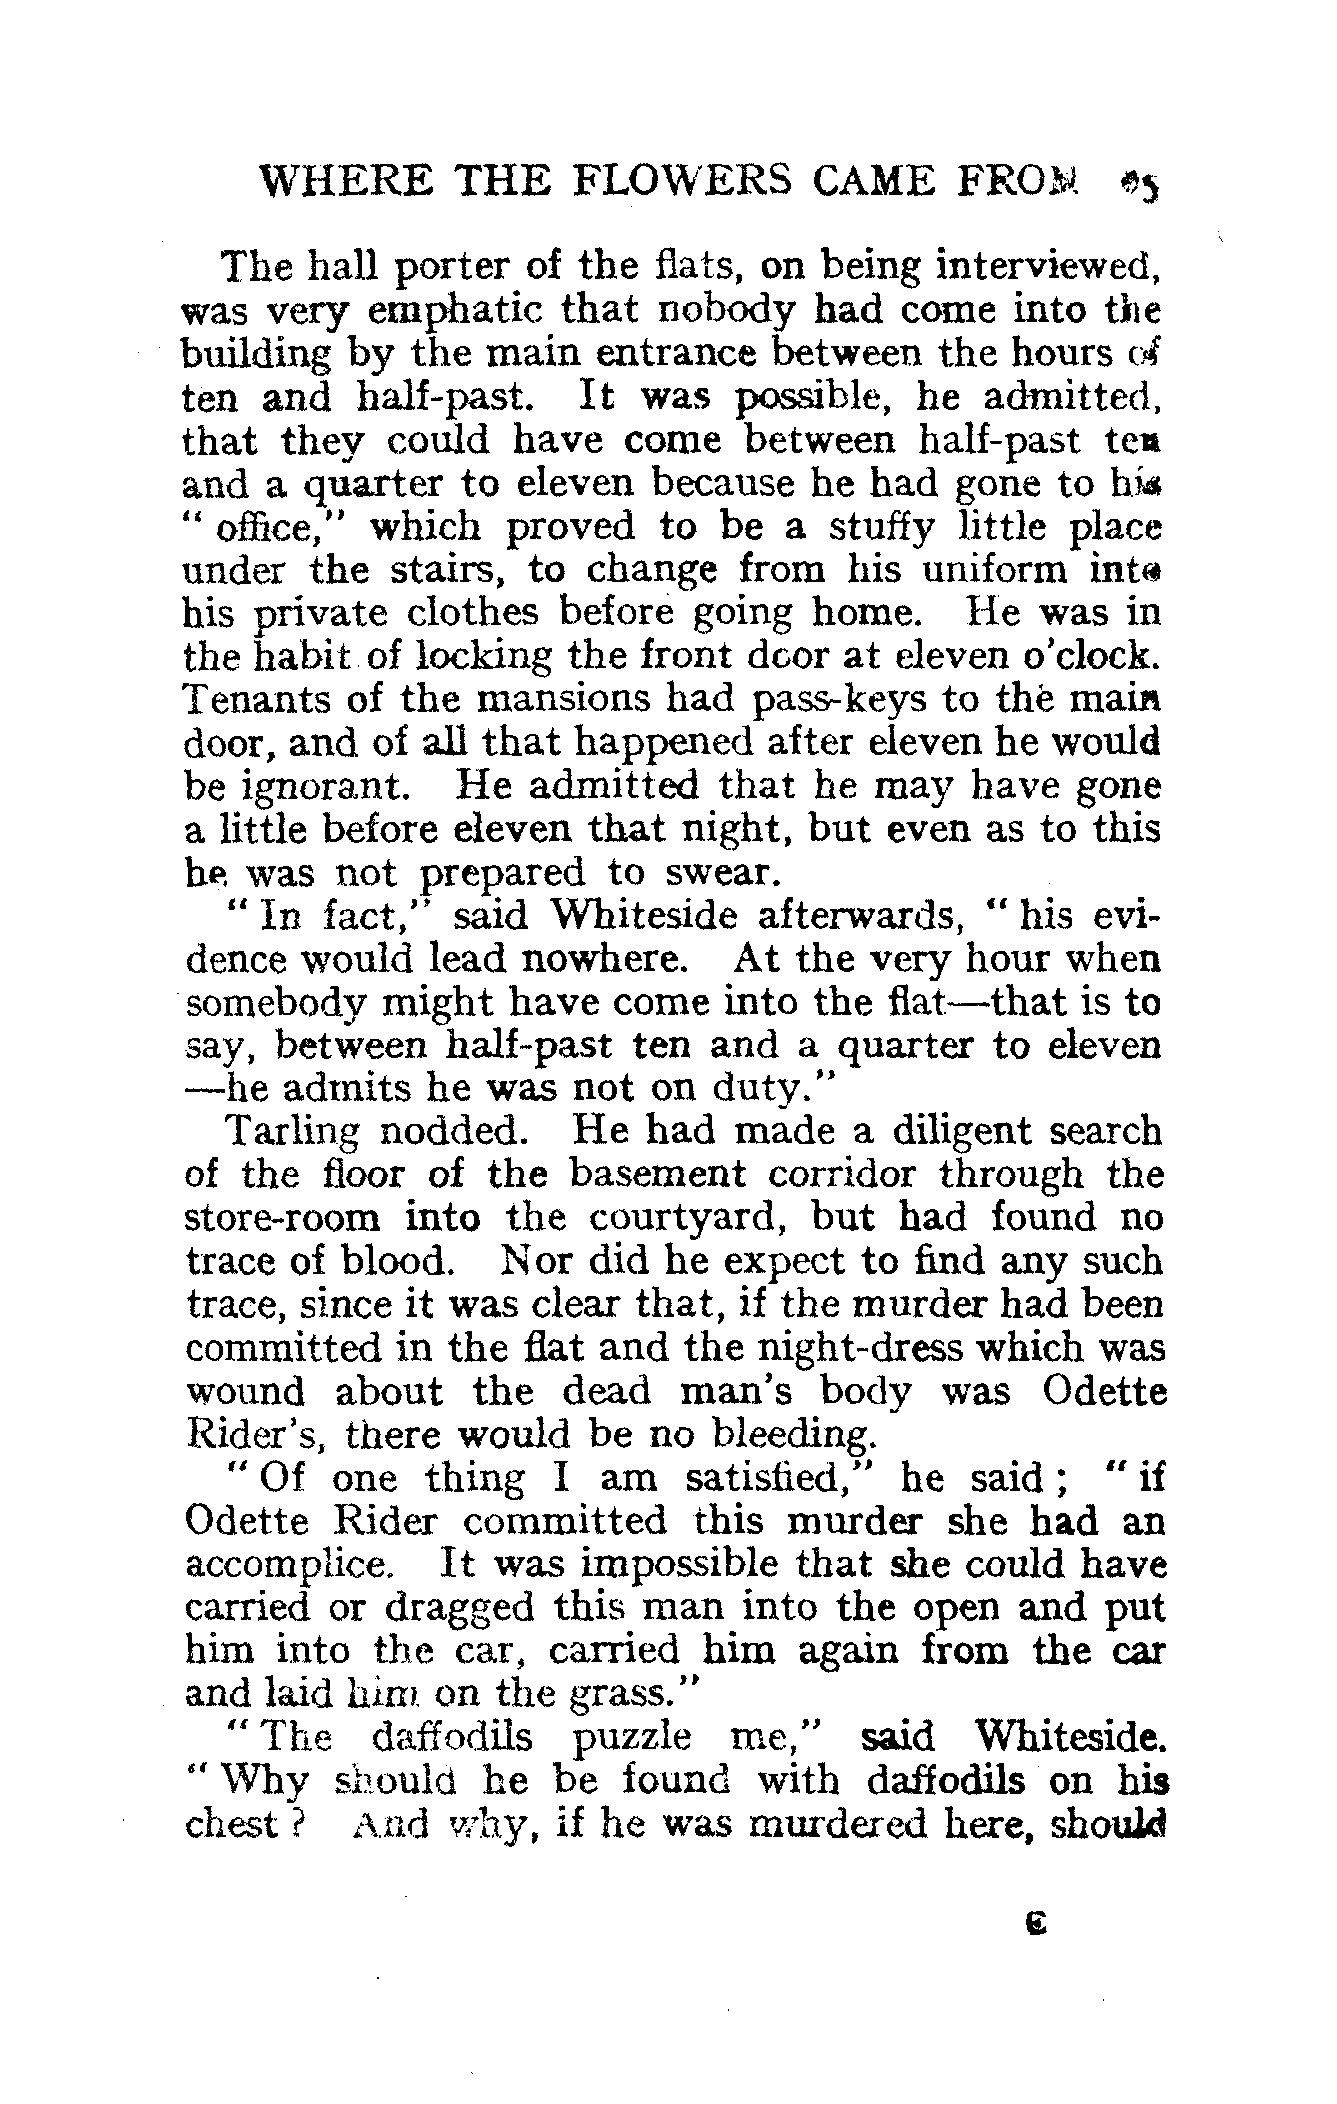 WHERE THE FLOWERS CAME FROM
The hall porter of the flats, on being interviewed,
was very emphatic that nobody had come into the
building by the main entrance between the hours of
ten and half-past. It was possible, he admitted,
that they could have come between half-past ten
and a quarter to eleven because he had gone to his
“ office,” which proved to be a stuffy little place
under the stairs, to change from his uniform into
his private clothes before going home. He was in
the habit of locking the front door at eleven o’clock.
Tenants of the mansions had pass-keys to the main
door, and of all that happened after eleven he would
be ignorant. He admitted that he may have gone
a little before eleven that night, but even as to this
he was not prepared to swear.
“ In fact,” said Whiteside afterwards, “ his evi-
dence would lead nowhere. At the very hour when
somebody might have come into the flat—that is to
say, between half-past ten and a quarter to eleven
—he admits he was not on duty.”
Tarling nodded. He had made a diligent search
of the floor of the basement corridor through the
store-room into the courtyard, but had found no
trace of blood. Nor did he expect to find any such
trace, since it was clear that, if the murder had been
committed in the flat and the night-dress which was
wound about the dead man’s body was Odette
Rider’s, there would be no bleeding.
“ Of one thing I am satisfied,” he said ; “ if
Odette Rider committed this murder she had an
accomplice. It was impossible that she could have
carried or dragged this man into the open and put
him into the car, carried him again from the car
and laid him on the grass.”
“ The daffodils puzzle me,” said Whiteside.
“ Why should he be found with daffodils on his
chest ? And why, if he was murdered here, should